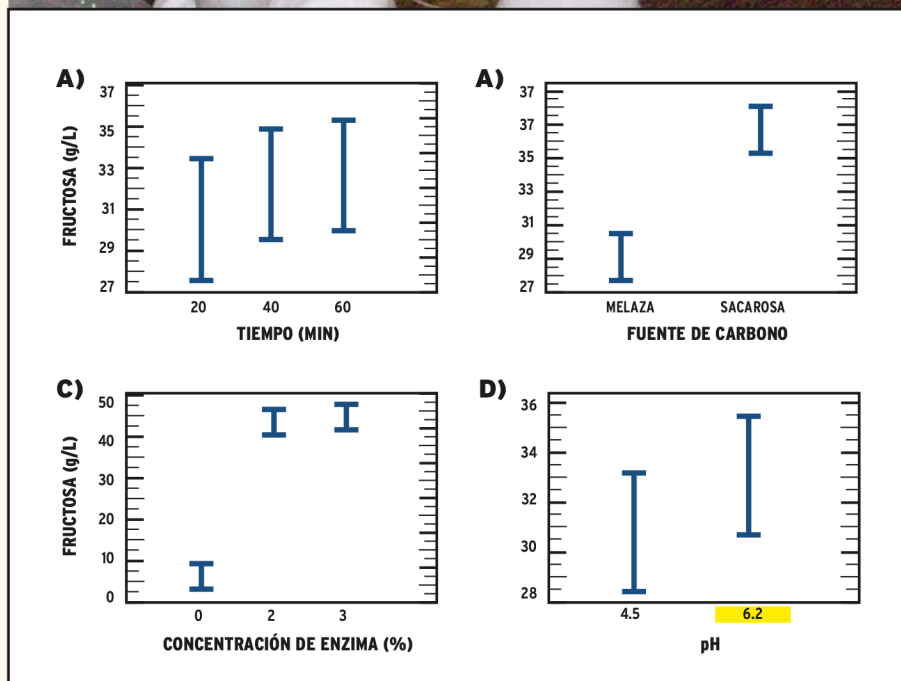 A)
FRUCTOSA (g/L)
37
35
33
31
29
27
20 40 60
TIEMPO (MIN)
A)
37
37
35
33
31
29
27
MELAZA SACAROSA
FUENTE DE CARBONO
C)
FRUCTOSA (g/L)
50
40
30
20
10
0
0 2 3
CONCENTRACIÓN DE ENZIMA (%)
D)
36
34
32
30
28
4.5 6.2
pH